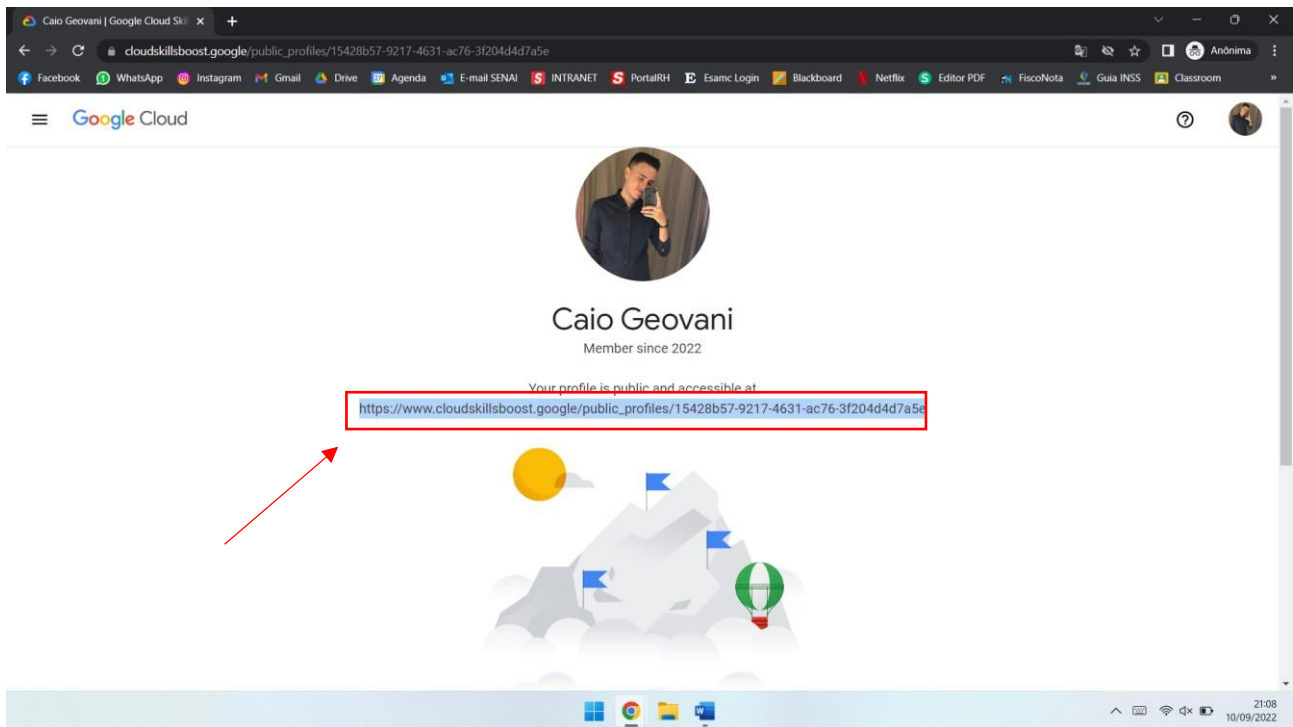 Caio Geovani | Google Cloud Skil
cloudskillsboost.google/public_profiles/15428b57-9217-4631-ac76-3f204d4d7a5e
Anônima
Facebook WhatsApp Instagram Gmail Drive Agenda E-mail SENAI INTRANET PortalRH Esamc Login Blackboard Netflix Editor PDF FiscoNota Guia INSS Classroom »
Google Cloud
Caio Geovani
Member since 2022
Your profile is public and accessible at
https://www.cloudskillsboost.google/public_profiles/15428b57-9217-4631-ac76-3f204d4d7a5e
21:08
10/09/2022